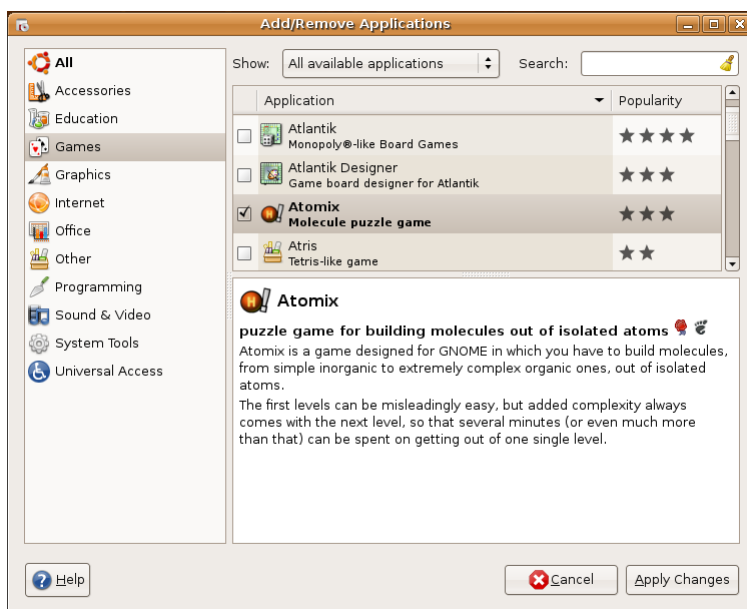 Add/Remove Applications
All
Accessories
Education
Games
Graphics
Internet
Office
Other
Programming
Sound & Video
System Tools
Universal Access
Show: All available applications Search:
Application Popularity
Atlantik
Monopoly®-like Board Games
Atlantik Designer
Game board designer for Atlantik
Atomix
Molecule puzzle game
Atris
Tetris-like game
Atomix
puzzle game for building molecules out of isolated atoms
Atomix is a game designed for GNOME in which you have to build molecules,
from simple inorganic to extremely complex organic ones, out of isolated
atoms.
The first levels can be misleadingly easy, but added complexity always
comes with the next level, so that several minutes (or even much more
than that) can be spent on getting out of one single level.
Help Cancel Apply Changes